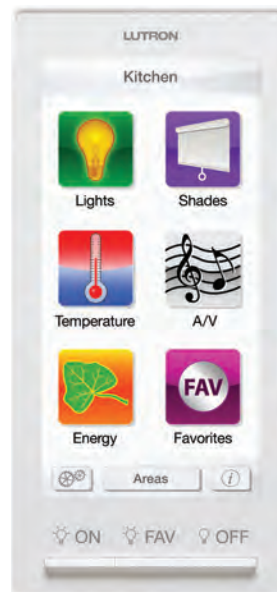 LUTRON
Kitchen
Lights Shades
Temperature A/V
FAV
Energy Favorites
Areas i
ON FAV OFF